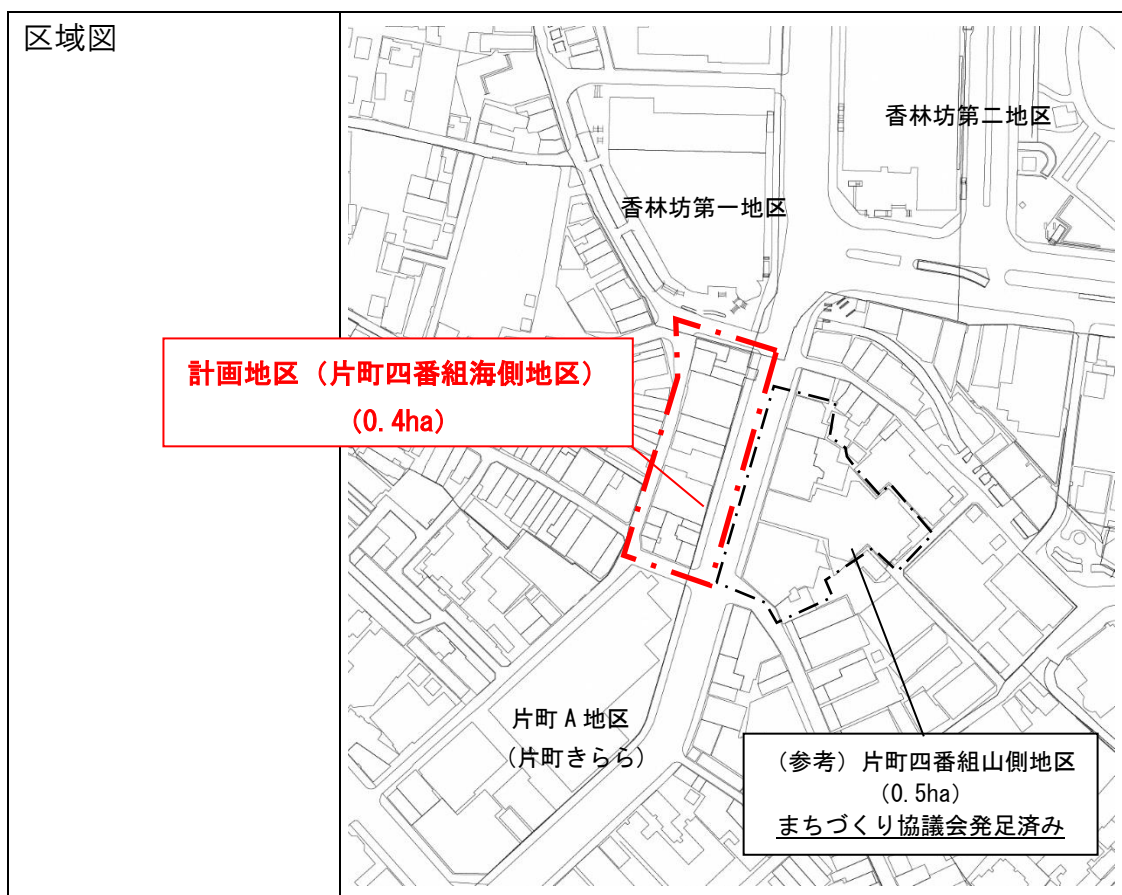 区域図
香林坊第二地区
香林坊第一地区
計画地区（片町四番組海側地区）
（0.4ha）
片町A地区
（片町きらら）
（参考）片町四番組山側地区
（0.5ha）
まちづくり協議会発足済み